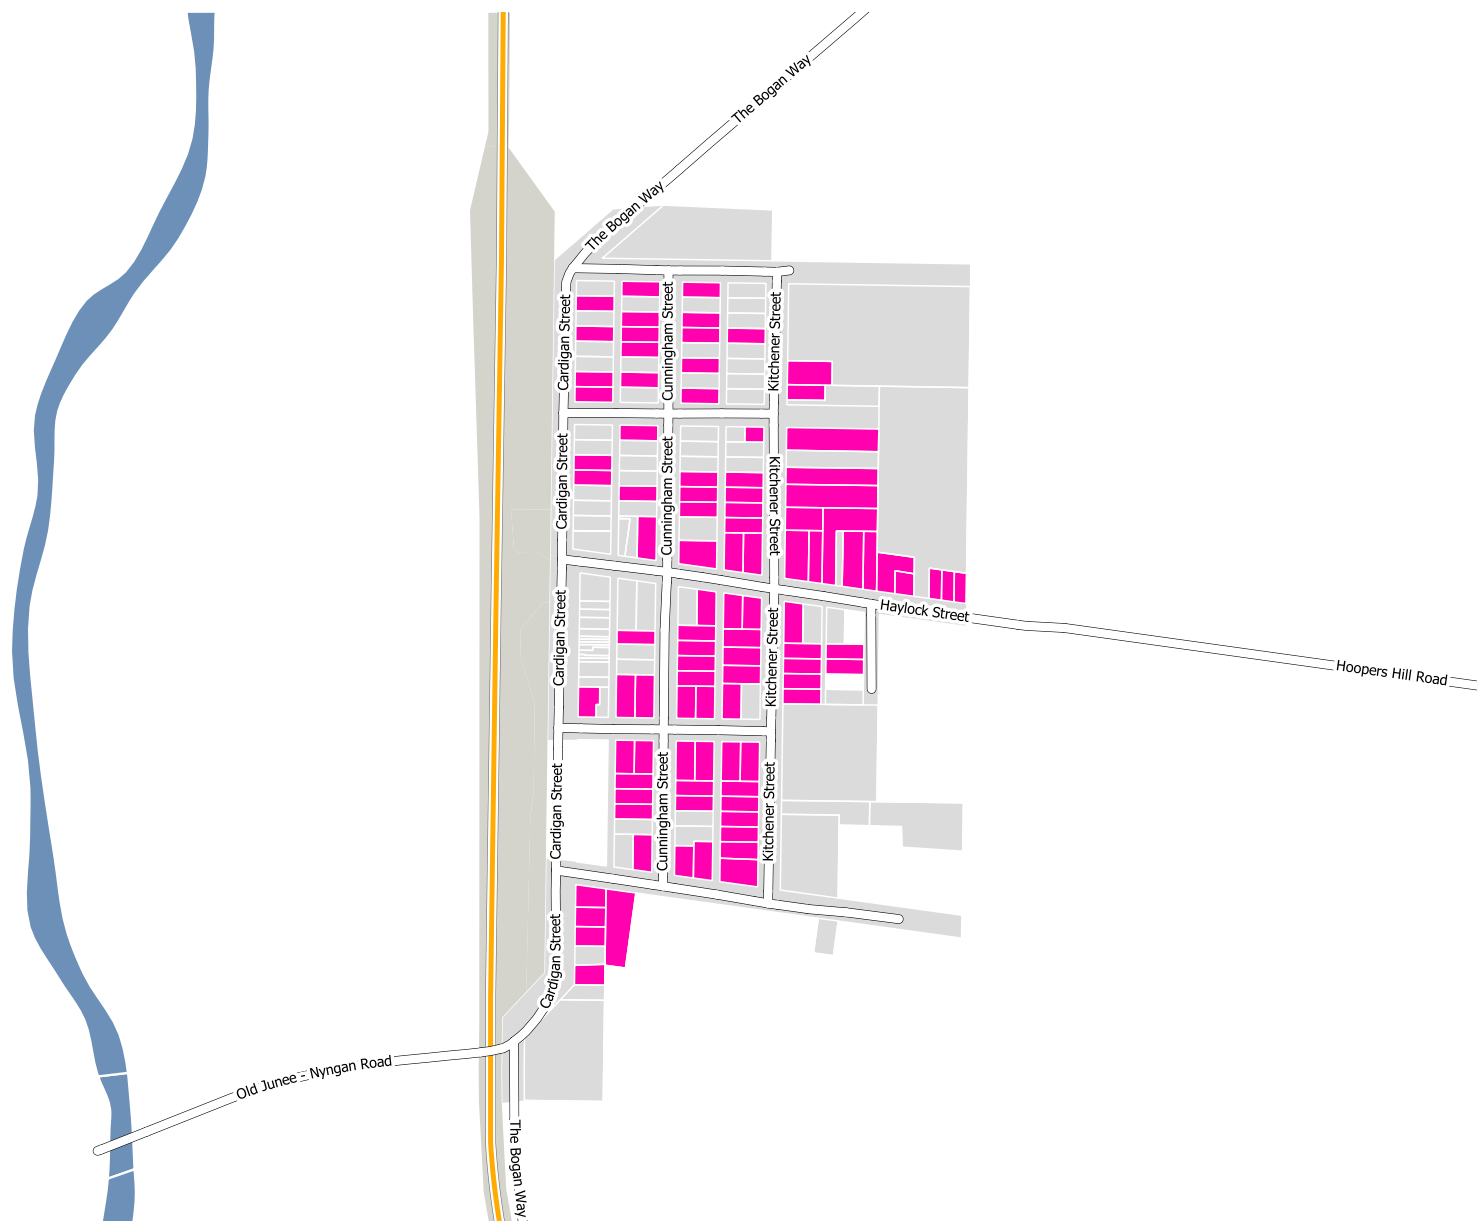 The Bogan Way
The Bogan Way
Cardigan Street
Cunningham Street
Kitchener Street
Cardigan Street
Cunningham Street
Kitchener Street
Cardigan Street
Haylock Street
Kitchener Street
Hoopers Hill Road
Cardigan Street
Cunningham Street
Kitchener Street
Cardigan Street
Old Junee - Nyngan Road
The Bogan Way